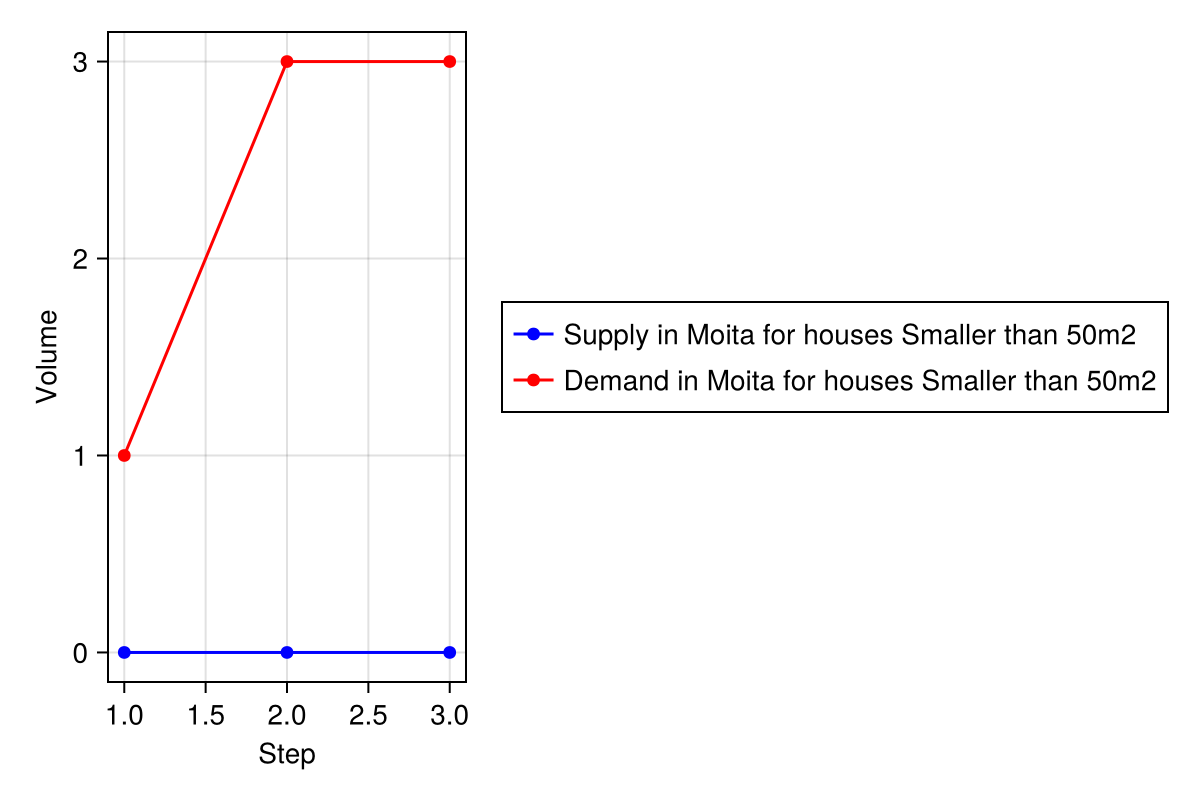 3
2
1
0
Volume
1.0 1.5 2.0 2.5 3.0
Step
Supply in Moita for houses Smaller than 50m2
Demand in Moita for houses Smaller than 50m2